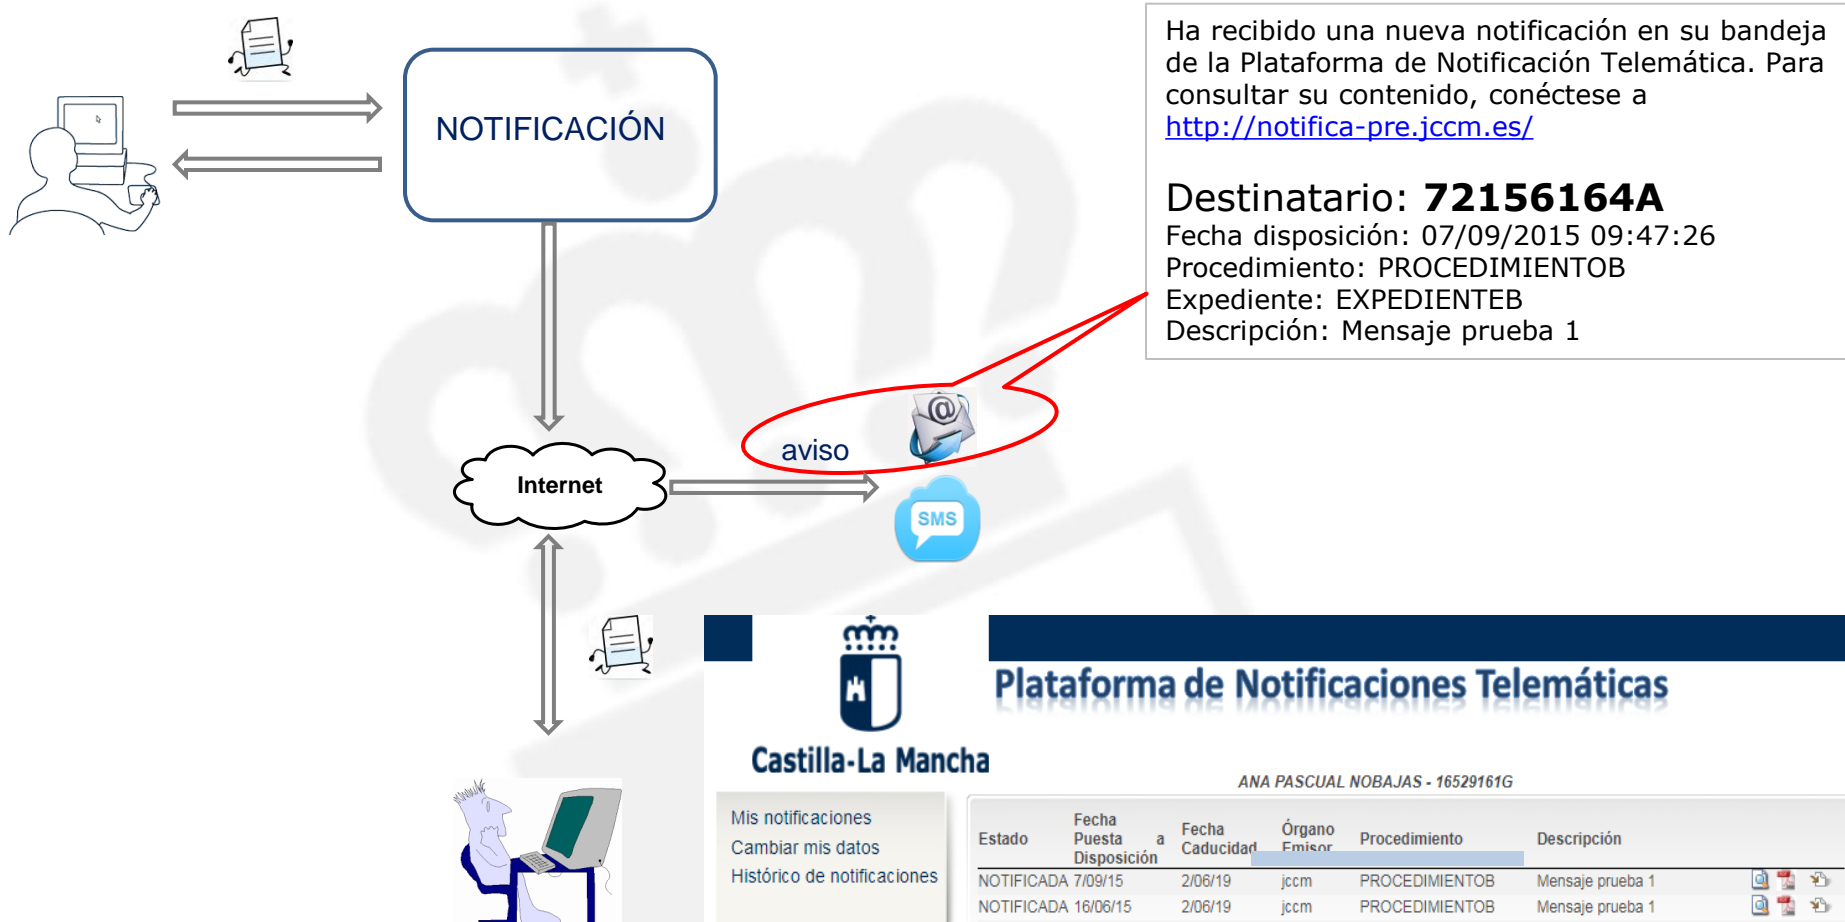 Ha recibido una nueva notificación en su bandeja
de la Plataforma de Notificación Telemática. Para
consultar su contenido, conéctese a
http://notifica-pre.jccm.es/
Destinatario: 72156164A
Fecha disposición: 07/09/2015 09:47:26
Procedimiento: PROCEDIMIENTOB
Expediente: EXPEDIENTEB
Descripción: Mensaje prueba 1
NOTIFICACIÓN
@
aviso
Internet
SMS
Plataforma de Notificaciones Telemáticas
Castilla-La Mancha
ANA PASCUAL NOBAJAS - 16529161G
Mis notificaciones
Cambiar mis datos
Histórico de notificaciones
Estado Fecha Puesta a Disposición Fecha Caducidad Órgano Emisor Procedimiento Descripción
NOTIFICADA 7/09/15 2/06/19 jccm PROCEDIMIENTOB Mensaje prueba 1
NOTIFICADA 16/06/15 2/06/19 jccm PROCEDIMIENTOB Mensaje prueba 1